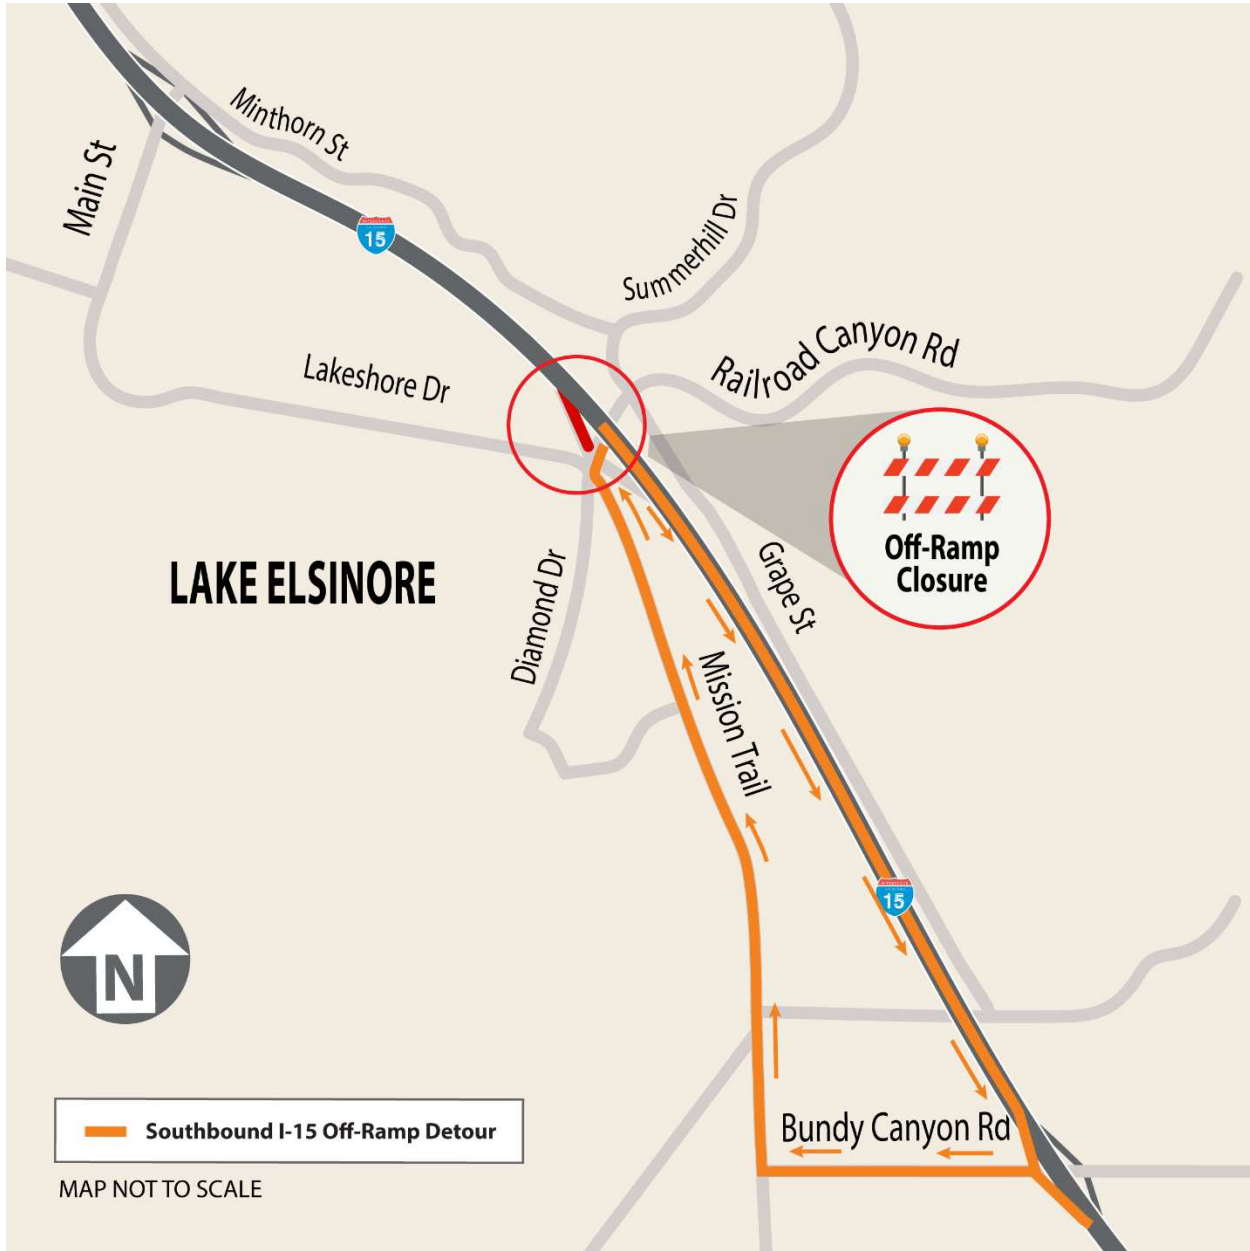 Minthorn St
Main St
15
Summerhill Dr
Lakeshore Dr
Railroad Canyon Rd
Off-Ramp
Closure
LAKE ELSINORE
Diamond Dr
Grape St
Mission Trail
15
N
Bundy Canyon Rd
Southbound I-15 Off-Ramp Detour
MAP NOT TO SCALE